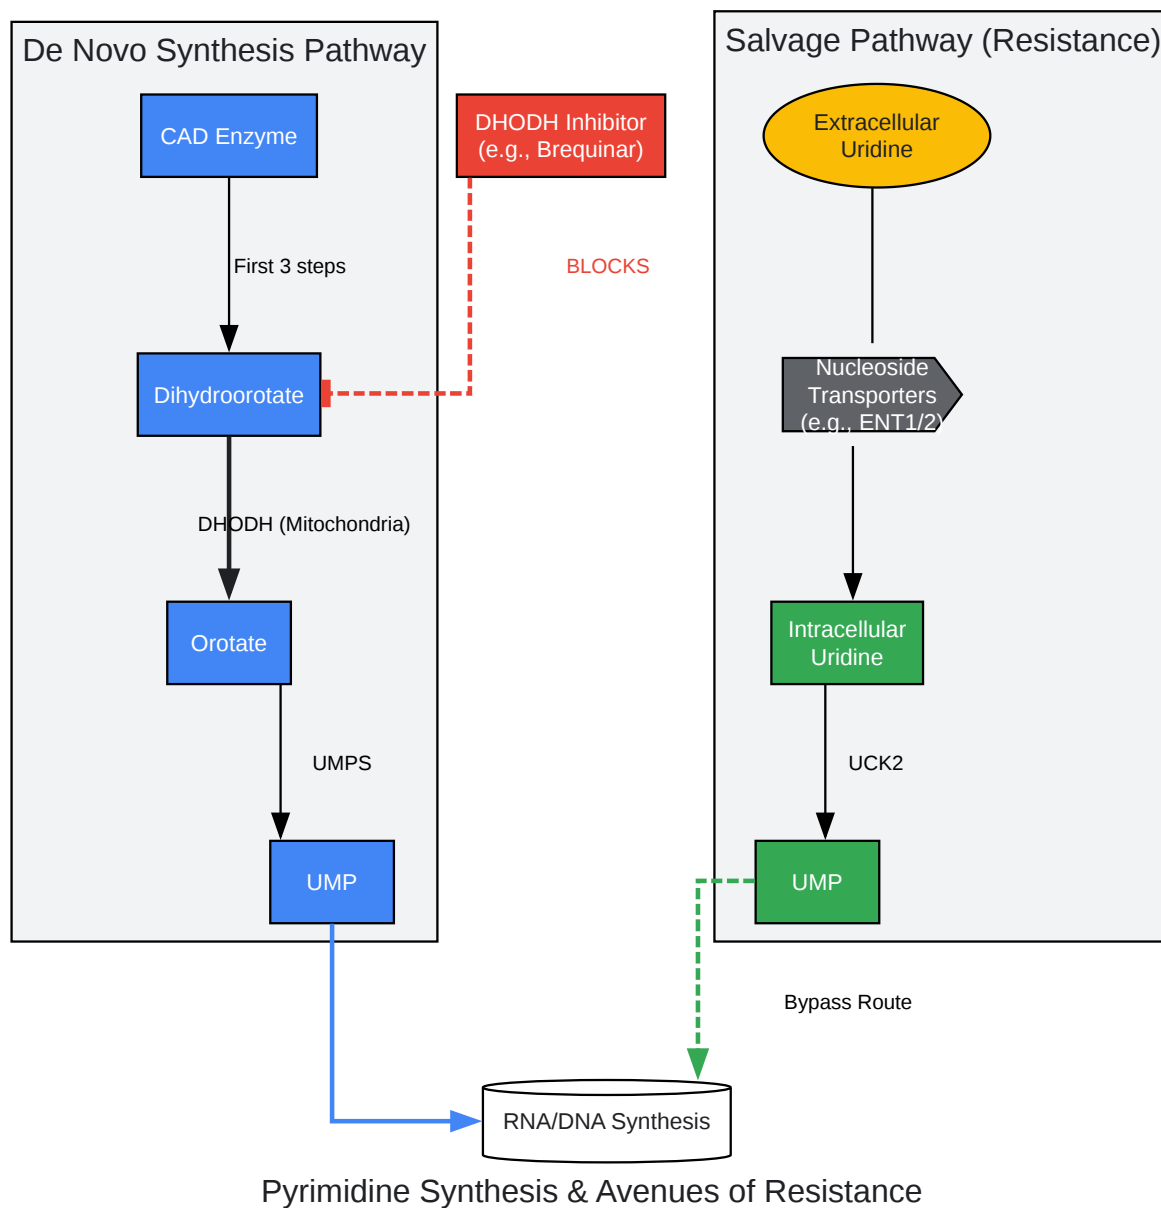 De Novo Synthesis Pathway
CAD Enzyme
First 3 steps
Dihydroorotate
DHODH (Mitochondria)
Orotate
UMPS
UMP
DHODH Inhibitor
(e.g., Brequinar)
BLOCKS
Salvage Pathway (Resistance)
Extracellular
Uridine
Nucleoside
Transporters
(e.g., ENT1/2)
Intracellular
Uridine
UCK2
UMP
Bypass Route
RNA/DNA Synthesis
Pyrimidine Synthesis & Avenues of Resistance